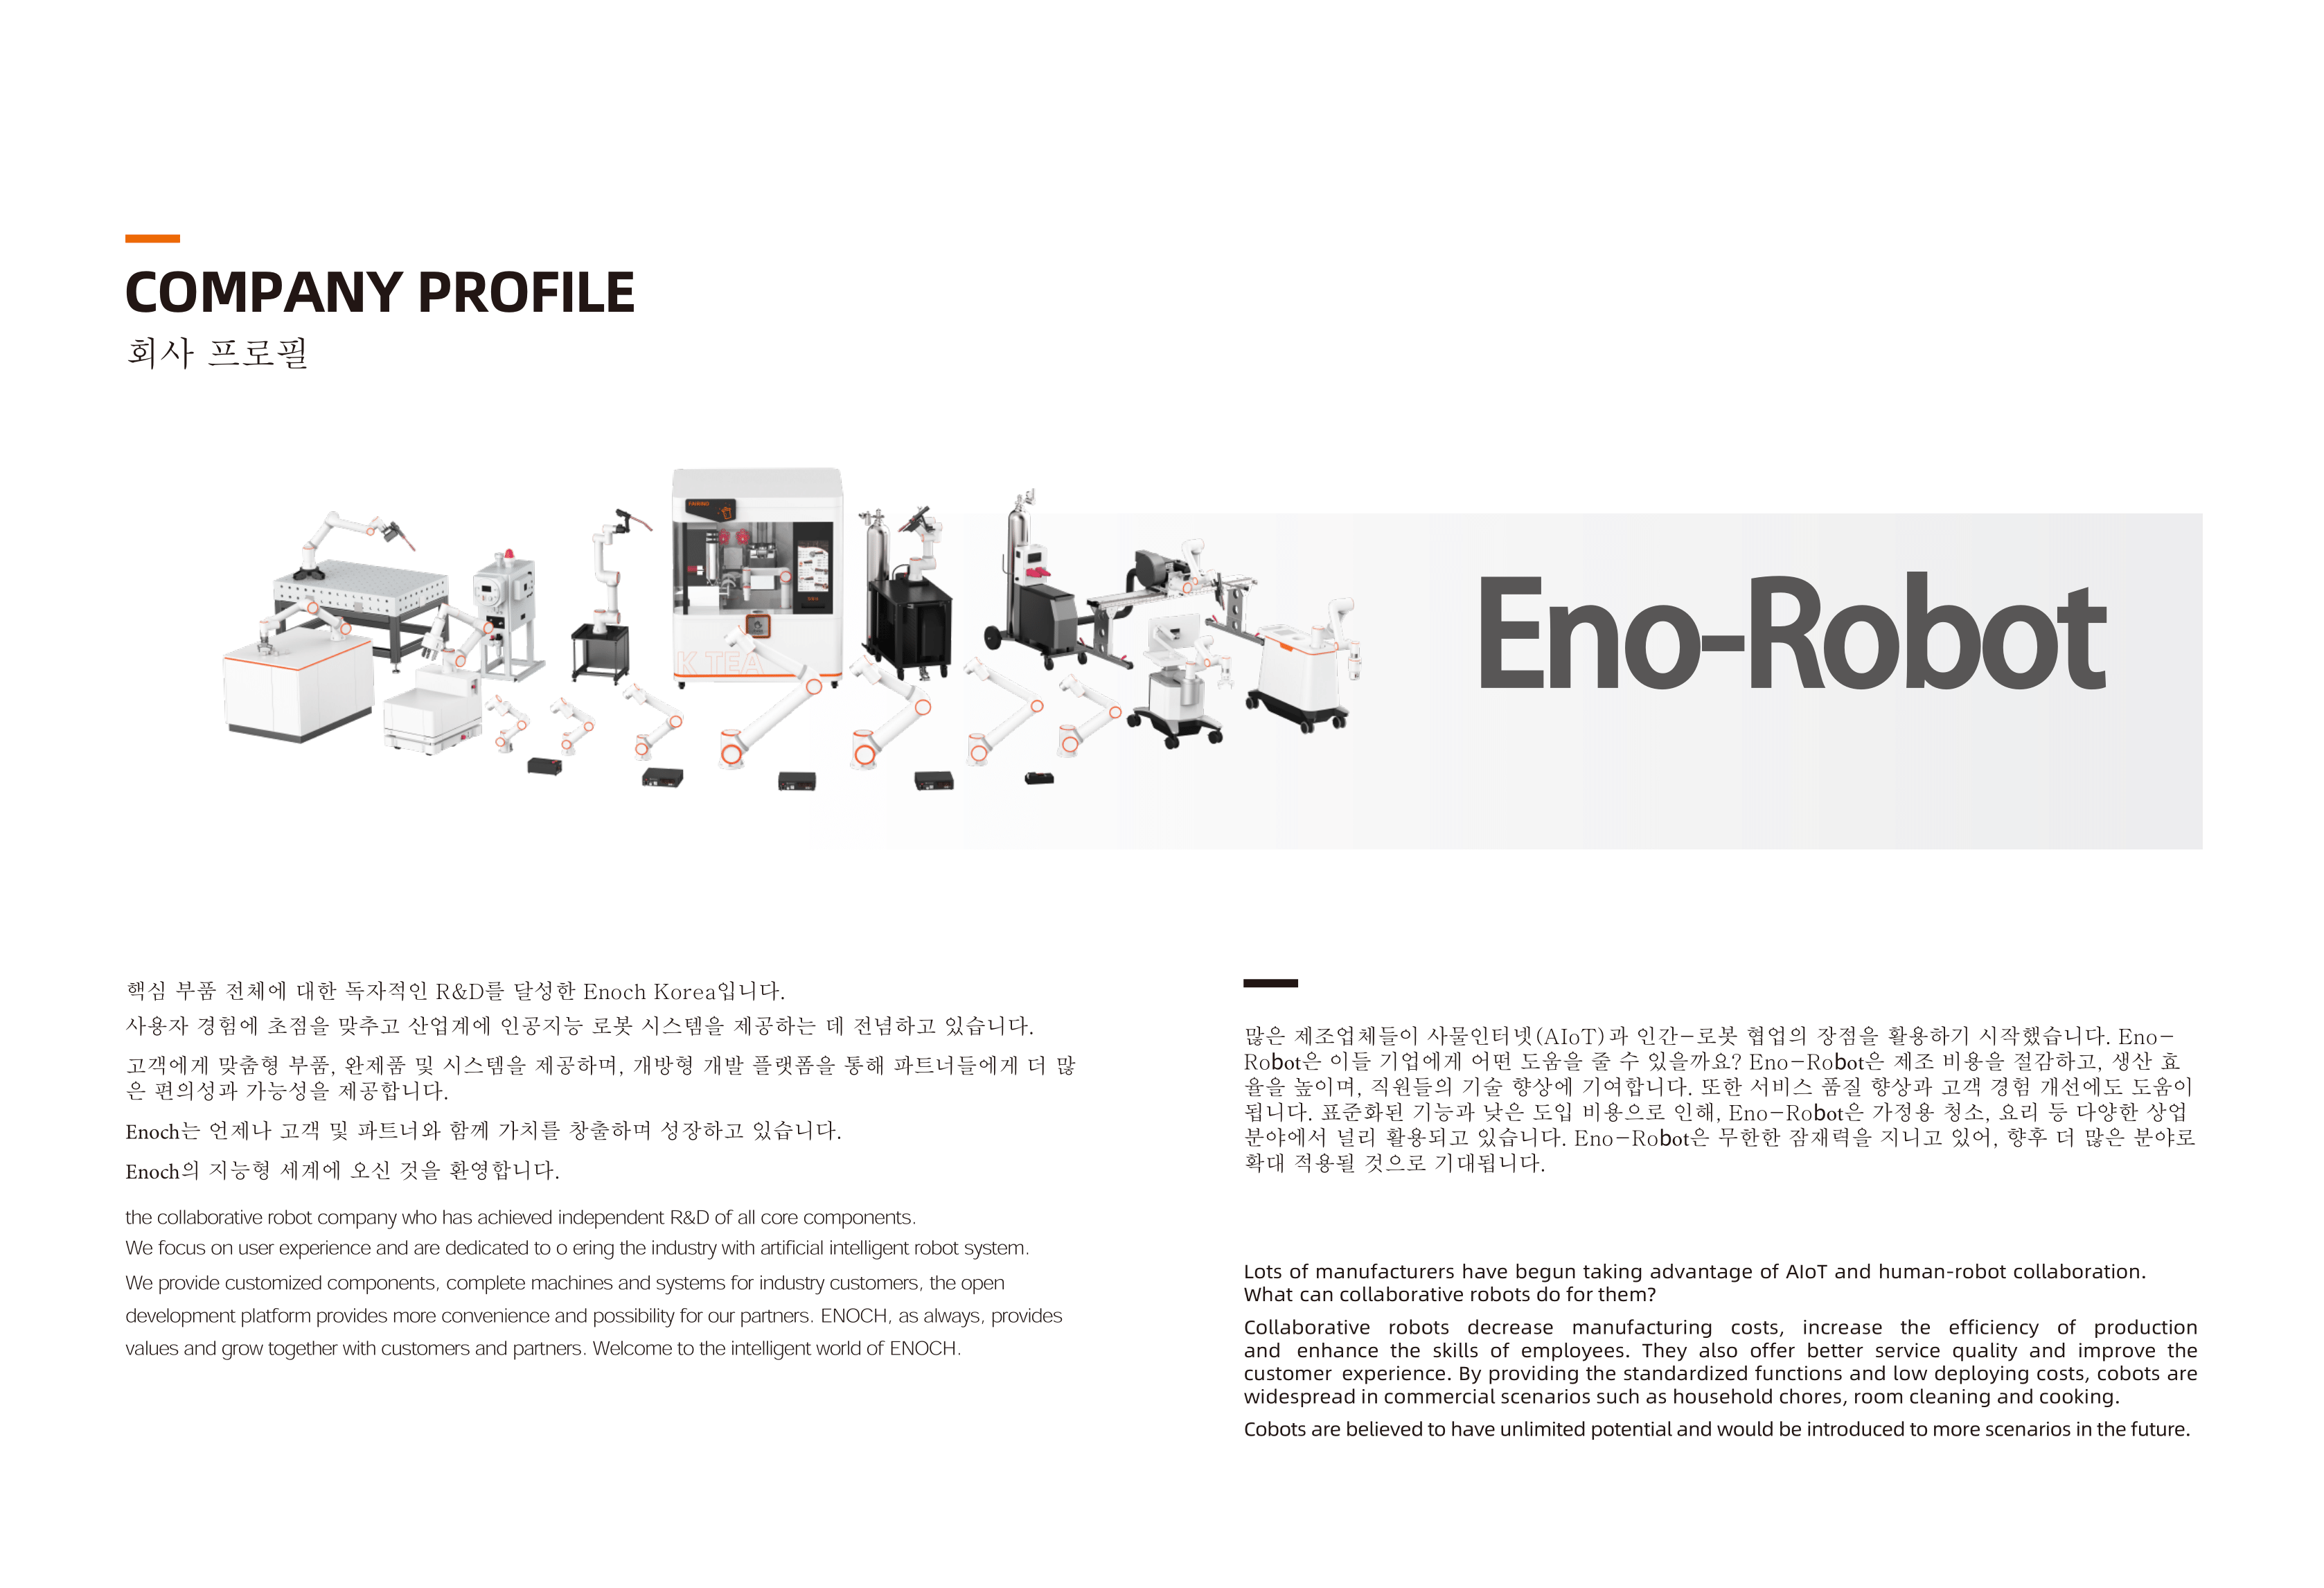 COMPANY PROFILE
회사 프로필
K TEA
Eno-Robot
핵심 부품 전체에 대한 독자적인 R&D를 달성한 Enoch Korea입니다.
사용자 경험에 초점을 맞추고 산업계에 인공지능 로봇 시스템을 제공하는 데 전념하고 있습니다.
고객에게 맞춤형 부품, 완제품 및 시스템을 제공하며, 개방형 개발 플랫폼을 통해 파트너들에게 더 많
은 편의성과 가능성을 제공합니다.
Enoch는 언제나 고객 및 파트너와 함께 가치를 창출하며 성장하고 있습니다.
Enoch의 지능형 세계에 오신 것을 환영합니다.
the collaborative robot company who has achieved independent R&D of all core components.
We focus on user experience and are dedicated to o ering the industry with artificial intelligent robot system.
We provide customized components, complete machines and systems for industry customers, the open
development platform provides more convenience and possibility for our partners. ENOCH, as always, provides
values and grow together with customers and partners. Welcome to the intelligent world of ENOCH.
많은 제조업체들이 사물인터넷(AIoT)과 인간-로봇 협업의 장점을 활용하기 시작했습니다. Eno-
Robot은 이들 기업에게 어떤 도움을 줄 수 있을까요? Eno-Robot은 제조 비용을 절감하고, 생산 효
율을 높이며, 직원들의 기술 향상에 기여합니다. 또한 서비스 품질 향상과 고객 경험 개선에도 도움이
됩니다. 표준화된 기능과 낮은 도입 비용으로 인해, Eno-Robot은 가정용 청소, 요리 등 다양한 상업
분야에서 널리 활용되고 있습니다. Eno-Robot은 무한한 잠재력을 지니고 있어, 향후 더 많은 분야로
확대 적용될 것으로 기대됩니다.
Lots of manufacturers have begun taking advantage of AIoT and human-robot collaboration.
What can collaborative robots do for them?
Collaborative robots decrease manufacturing costs, increase the efficiency of production
and enhance the skills of employees. They also offer better service quality and improve the
customer experience. By providing the standardized functions and low deploying costs, cobots are
widespread in commercial scenarios such as household chores, room cleaning and cooking.
Cobots are believed to have unlimited potential and would be introduced to more scenarios in the future.